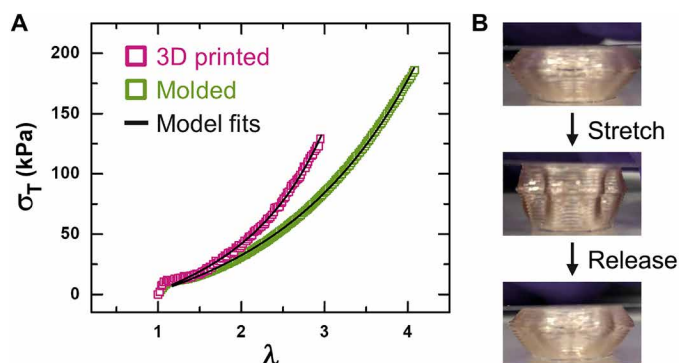 A
σT (kPa)
200
150
100
50
0
3D printed
Molded
Model fits
1
2
3
4
λ
B
Stretch
Release